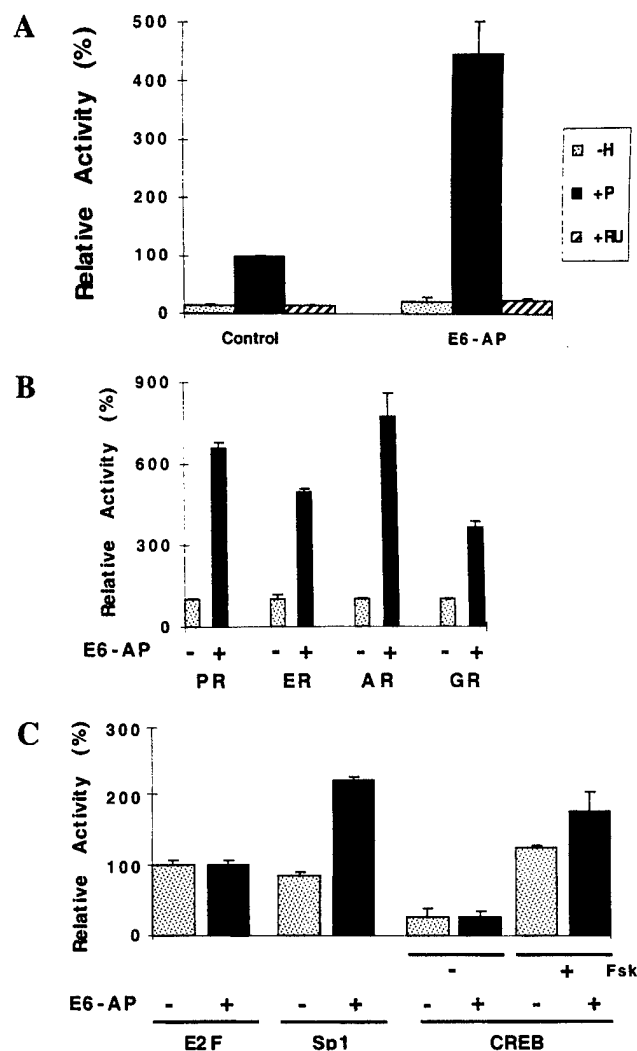 A
Relative Activity (%)
500
400
300
200
100
0
Control
E6-AP
-H
+P
+RU
B
Relative Activity (%)
900
600
300
0
E6-AP - + - + - + - +
PR ER AR GR
C
Relative Activity (%)
300
200
100
0
- + Fsk
E6-AP - + - + - + - +
E2F Sp1 CREB